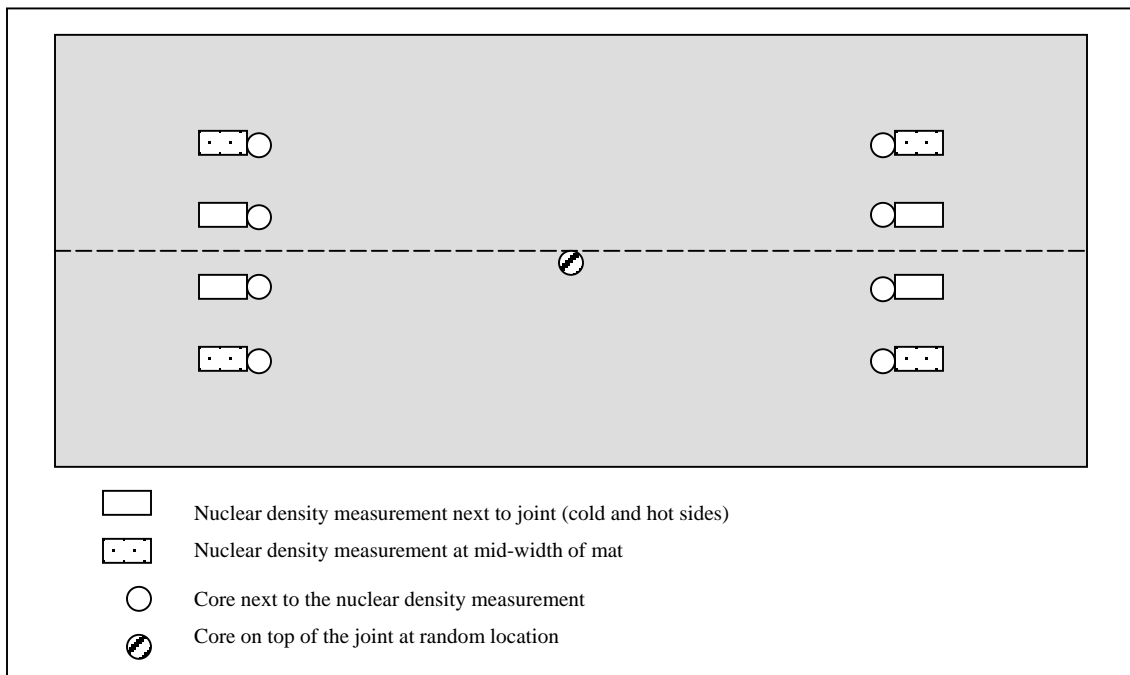 Nuclear density measurement next to joint (cold and hot sides)
Nuclear density measurement at mid-width of mat
Core next to the nuclear density measurement
Core on top of the joint at random location